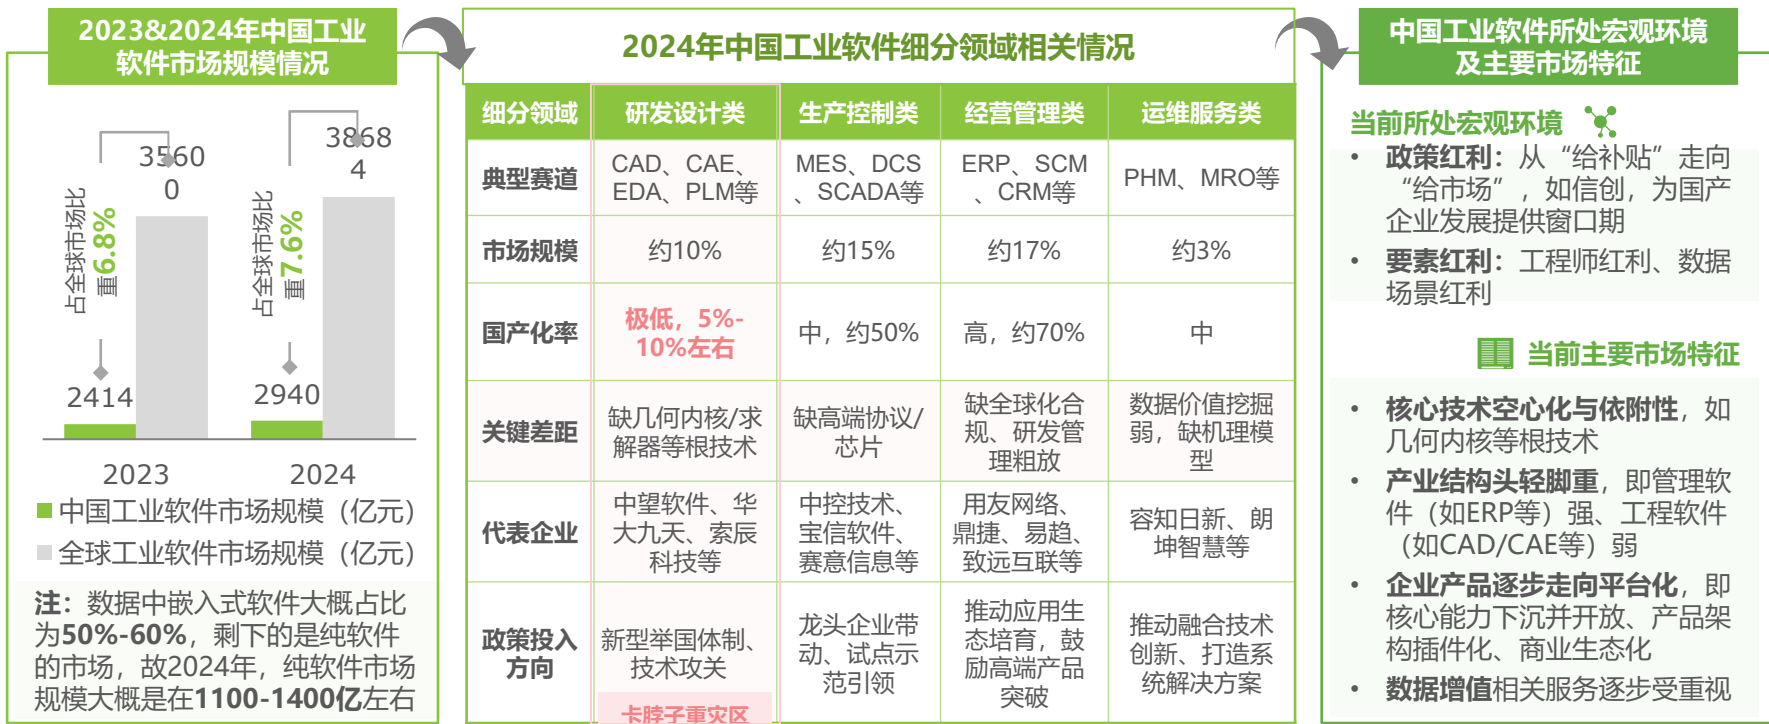 2023&2024年中国工业
软件市场规模情况
占全球市场比
重6.8%
3560
0
2414
2023
占全球市场比
重7.6%
3868
4
2940
2024
中国工业软件市场规模（亿元）
全球工业软件市场规模（亿元）
注：数据中嵌入式软件大概占比
为50%-60%，剩下的是纯软件
的市场，故2024年，纯软件市场
规模大概是在1100-1400亿左右
2024年中国工业软件细分领域相关情况
细分领域
研发设计类
生产控制类
经营管理类
运维服务类
典型赛道
CAD、CAE、
EDA、PLM等
MES、DCS
、SCADA等
ERP、SCM
、CRM等
PHM、MRO等
市场规模
约10%
约15%
约17%
约3%
国产化率
极低，5%-
10%左右
中，约50%
高，约70%
中
关键差距
缺几何内核/求
解器等根技术
缺高端协议/
芯片
缺全球化合
规、研发管
理粗放
数据价值挖掘
弱，缺机理模
型
代表企业
中望软件、华
大九天、索辰
科技等
中控技术、
宝信软件、
赛意信息等
用友网络、
鼎捷、易趋、
致远互联等
容知日新、朗
坤智慧等
政策投入
方向
新型举国体制、
技术攻关
卡脖子重灾区
龙头企业带
动、试点示
范引领
推动应用生
态培育，鼓
励高端产品
突破
推动融合技术
创新、打造系
统解决方案
中国工业软件所处宏观环境
及主要市场特征
当前所处宏观环境
• 政策红利：从“给补贴”走向
“给市场”，如信创，为国产
企业发展提供窗口期
• 要素红利：工程师红利、数据
场景红利
当前主要市场特征
• 核心技术空心化与依附性，如
几何内核等根技术
• 产业结构头轻脚重，即管理软
件（如ERP等）强、工程软件
（如CAD/CAE等）弱
• 企业产品逐步走向平台化，即
核心能力下沉并开放、产品架
构插件化、商业生态化
• 数据增值相关服务逐步受重视